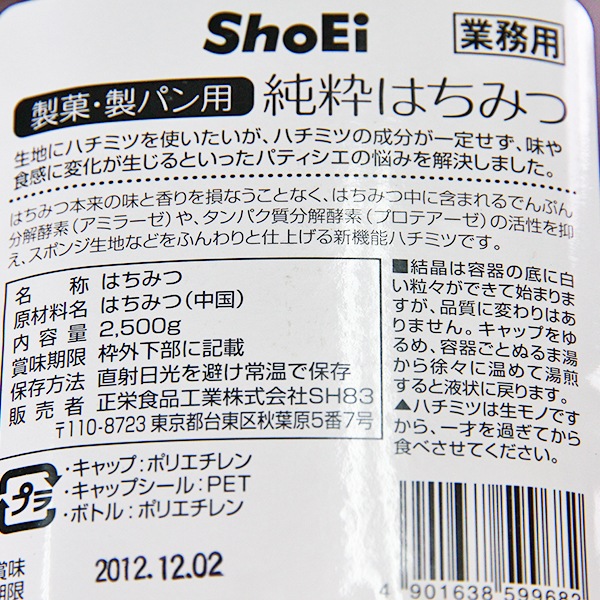 ShoEi
業務用
製菓・製パン用 純粋はちみつ
生地にハチミツを使いたいが、ハチミツの成分が一定せず、味や
食感に変化が生じるといったパティシエの悩みを解決しました。
はちみつ本来の味と香りを損なうことなく、はちみつ中に含まれるでんぷん
分解酵素(アミラーゼ)や、タンパク質分解酵素(プロテアーゼ)の活性を抑
え、スポンジ生地などをふんわりと仕上げる新機能ハチミツです。
名称 はちみつ
原材料名 はちみつ(中国)
内容量 2,500g
賞味期限 枠外下部に記載
保存方法 直射日光を避け常温で保存
販売者 正栄食品工業株式会社SH83
〒110-8723 東京都台東区秋葉原5番7号
■結晶は容器の底に白
い粒々ができて始まりま
すが、品質に変わりはあ
りません。キャップをゆ
るめ、容器ごとぬるま湯
から徐々に温めて湯煎
すると液状に戻ります。
▲ハチミツは生モノです
から、一才を過ぎてから
食べさせてください。
プラ
・キャップ:ポリエチレン
・キャップシール:PET
・ボトル:ポリエチレン
賞味
期限
2012.12.02
4 901638 599682